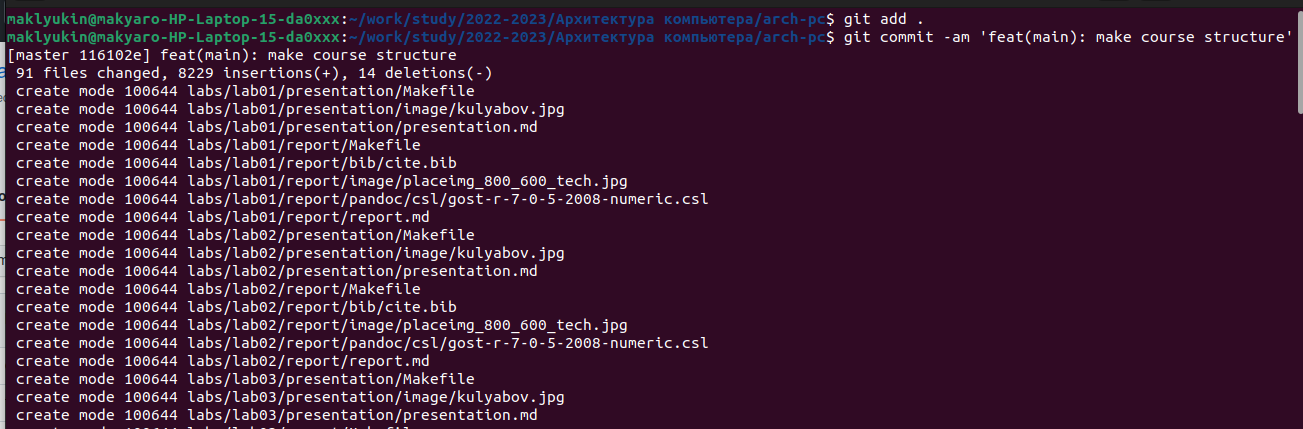 maklyukin@makyaro-HP-Laptop-15-da0xxx:~/work/study/2022-2023/Архитектура компьютера/arch-pc$ git add .
maklyukin@makyaro-HP-Laptop-15-da0xxx:~/work/study/2022-2023/Архитектура компьютера/arch-pc$ git commit -am 'feat(main): make course structure'
[master 116102e] feat(main): make course structure
 91 files changed, 8229 insertions(+), 14 deletions(-)
 create mode 100644 labs/lab01/presentation/Makefile
 create mode 100644 labs/lab01/presentation/image/kulyabov.jpg
 create mode 100644 labs/lab01/presentation/presentation.md
 create mode 100644 labs/lab01/report/Makefile
 create mode 100644 labs/lab01/report/bib/cite.bib
 create mode 100644 labs/lab01/report/image/placeimg_800_600_tech.jpg
 create mode 100644 labs/lab01/report/pandoc/csl/gost-r-7-0-5-2008-numeric.csl
 create mode 100644 labs/lab01/report/report.md
 create mode 100644 labs/lab02/presentation/Makefile
 create mode 100644 labs/lab02/presentation/image/kulyabov.jpg
 create mode 100644 labs/lab02/presentation/presentation.md
 create mode 100644 labs/lab02/report/Makefile
 create mode 100644 labs/lab02/report/bib/cite.bib
 create mode 100644 labs/lab02/report/image/placeimg_800_600_tech.jpg
 create mode 100644 labs/lab02/report/pandoc/csl/gost-r-7-0-5-2008-numeric.csl
 create mode 100644 labs/lab02/report/report.md
 create mode 100644 labs/lab03/presentation/Makefile
 create mode 100644 labs/lab03/presentation/image/kulyabov.jpg
 create mode 100644 labs/lab03/presentation/presentation.md